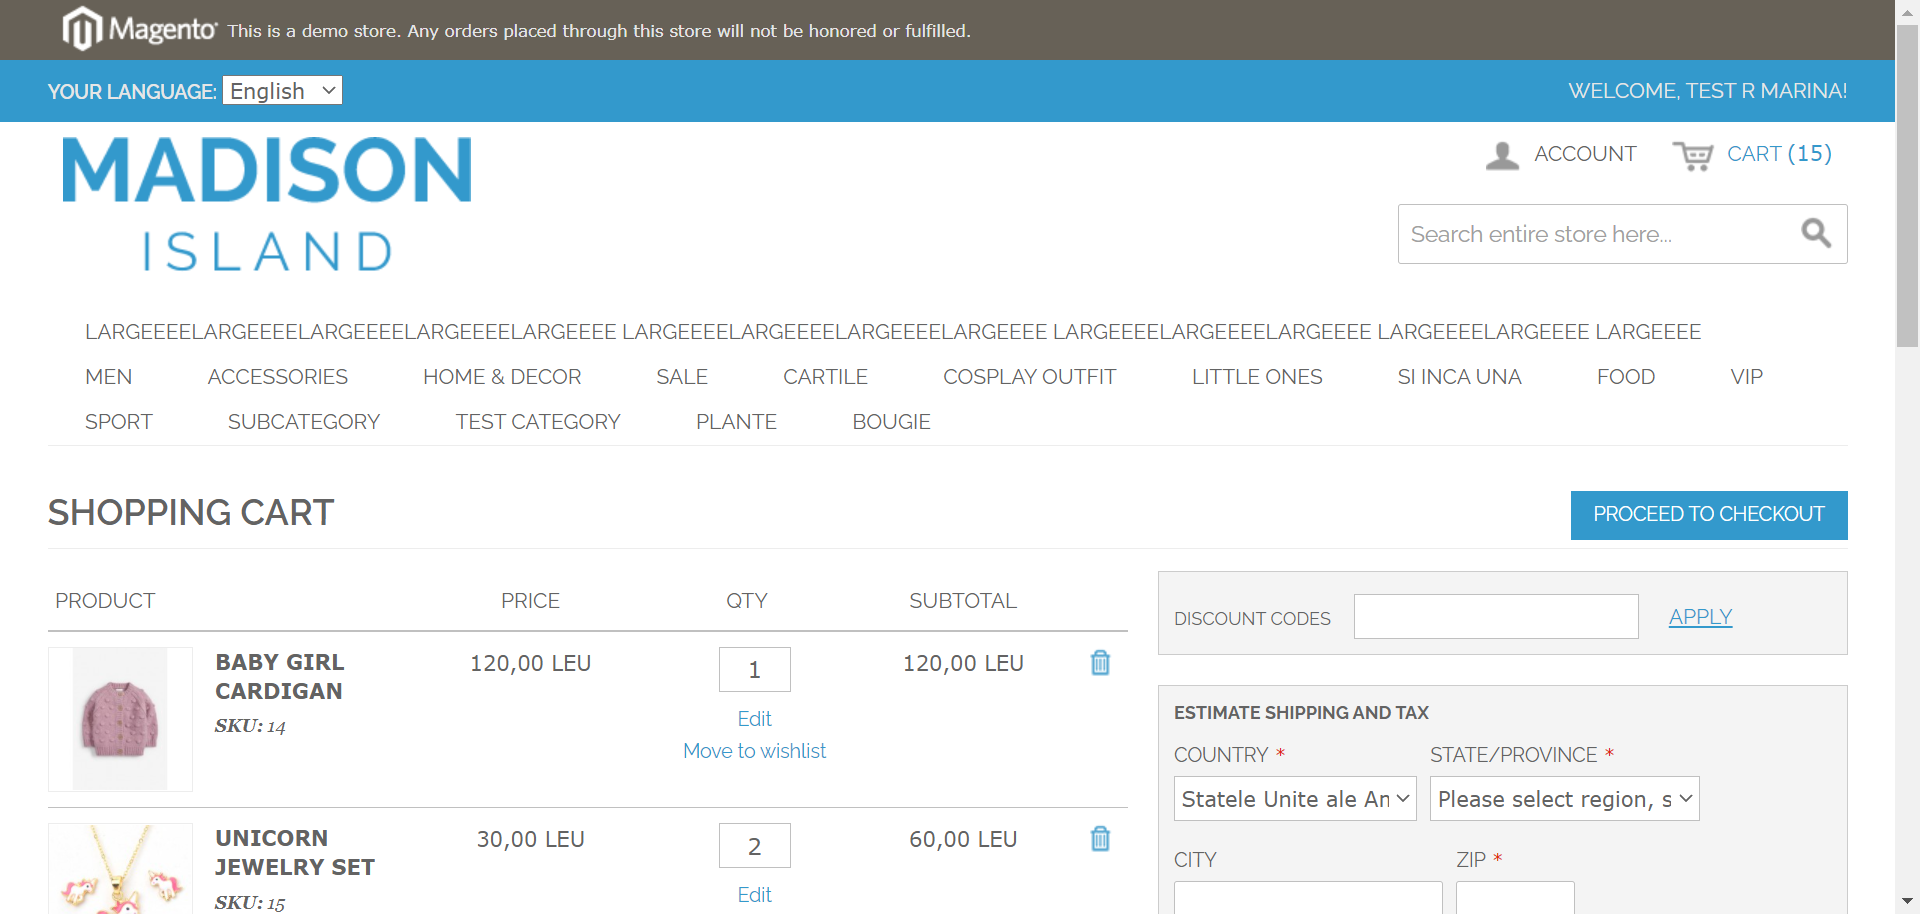 Magento® This is a demo store. Any orders placed through this store will not be honored or fulfilled.
YOUR LANGUAGE: English
WELCOME, TEST R MARINA!
MADISON
ISLAND
ACCOUNT CART (15)
Search entire store here...
LARGEEEELARGEEEELARGEEEELARGEEEELARGEEEE LARGEEEELARGEEEELARGEEEELARGEEEE LARGEEEELARGEEEELARGEEEE LARGEEEELARGEEEE LARGEEEE
MEN ACCESSORIES HOME & DECOR SALE CARTILE COSPLAY OUTFIT LITTLE ONES SI INCA UNA FOOD VIP
SPORT SUBCATEGORY TEST CATEGORY PLANTE BOUGIE
SHOPPING CART
PROCEED TO CHECKOUT
PRODUCT PRICE QTY SUBTOTAL
BABY GIRL
CARDIGAN
SKU: 14
120,00 LEU
1
Edit
Move to wishlist
120,00 LEU
UNICORN
JEWELRY SET
SKU: 15
30,00 LEU
2
Edit
60,00 LEU
DISCOUNT CODES APPLY
ESTIMATE SHIPPING AND TAX
COUNTRY * STATE/PROVINCE *
Statele Unite ale Am Please select region, s
CITY ZIP *